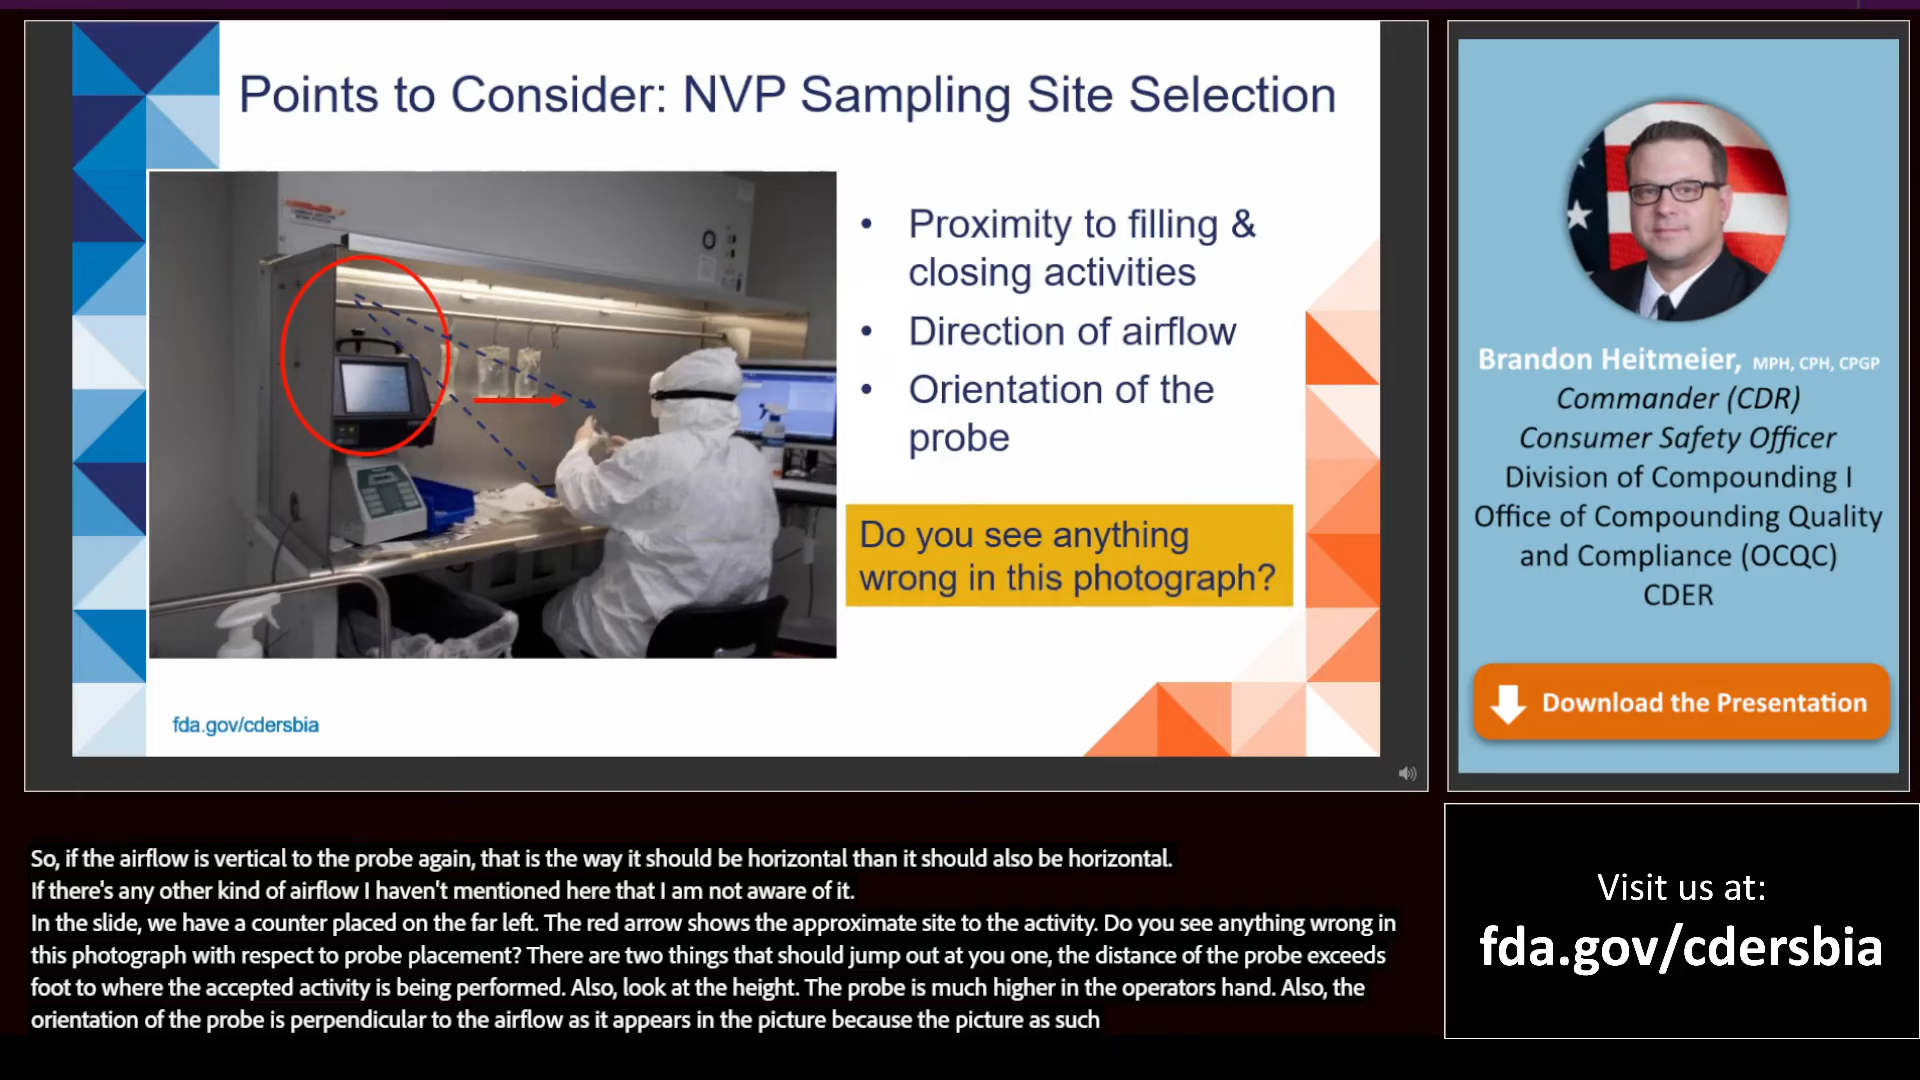 Points to Consider: NVP Sampling Site Selection
• Proximity to filling &
closing activities
• Direction of airflow
• Orientation of the
probe
Do you see anything
wrong in this photograph?
fda.gov/cdersbia
Brandon Heitmeier, MPH, CPH, CPGP
Commander (CDR)
Consumer Safety Officer
Division of Compounding I
Office of Compounding Quality
and Compliance (OCQC)
CDER
Download the Presentation
So, if the airflow is vertical to the probe again, that is the way it should be horizontal than it should also be horizontal.
If there's any other kind of airflow I haven't mentioned here that I am not aware of it.
In the slide, we have a counter placed on the far left. The red arrow shows the approximate site to the activity. Do you see anything wrong in
this photograph with respect to probe placement? There are two things that should jump out at you one, the distance of the probe exceeds
foot to where the accepted activity is being performed. Also, look at the height. The probe is much higher in the operators hand. Also, the
orientation of the probe is perpendicular to the airflow as it appears in the picture because the picture as such
Visit us at:
fda.gov/cdersbia